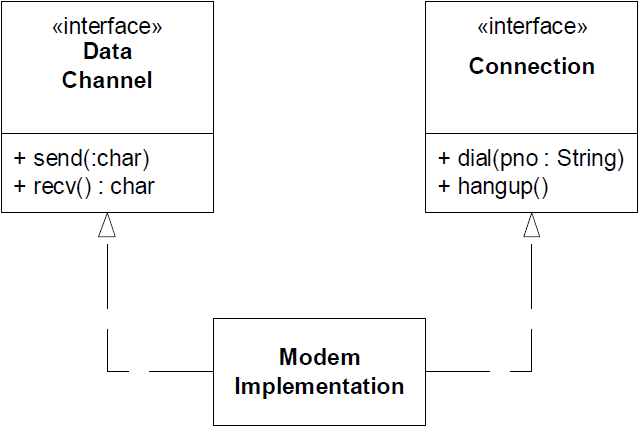 «interface»
Data
Channel
+ send(:char)
+ recv() : char
«interface»
Connection
+ dial(pno : String)
+ hangup()
Modem
Implementation